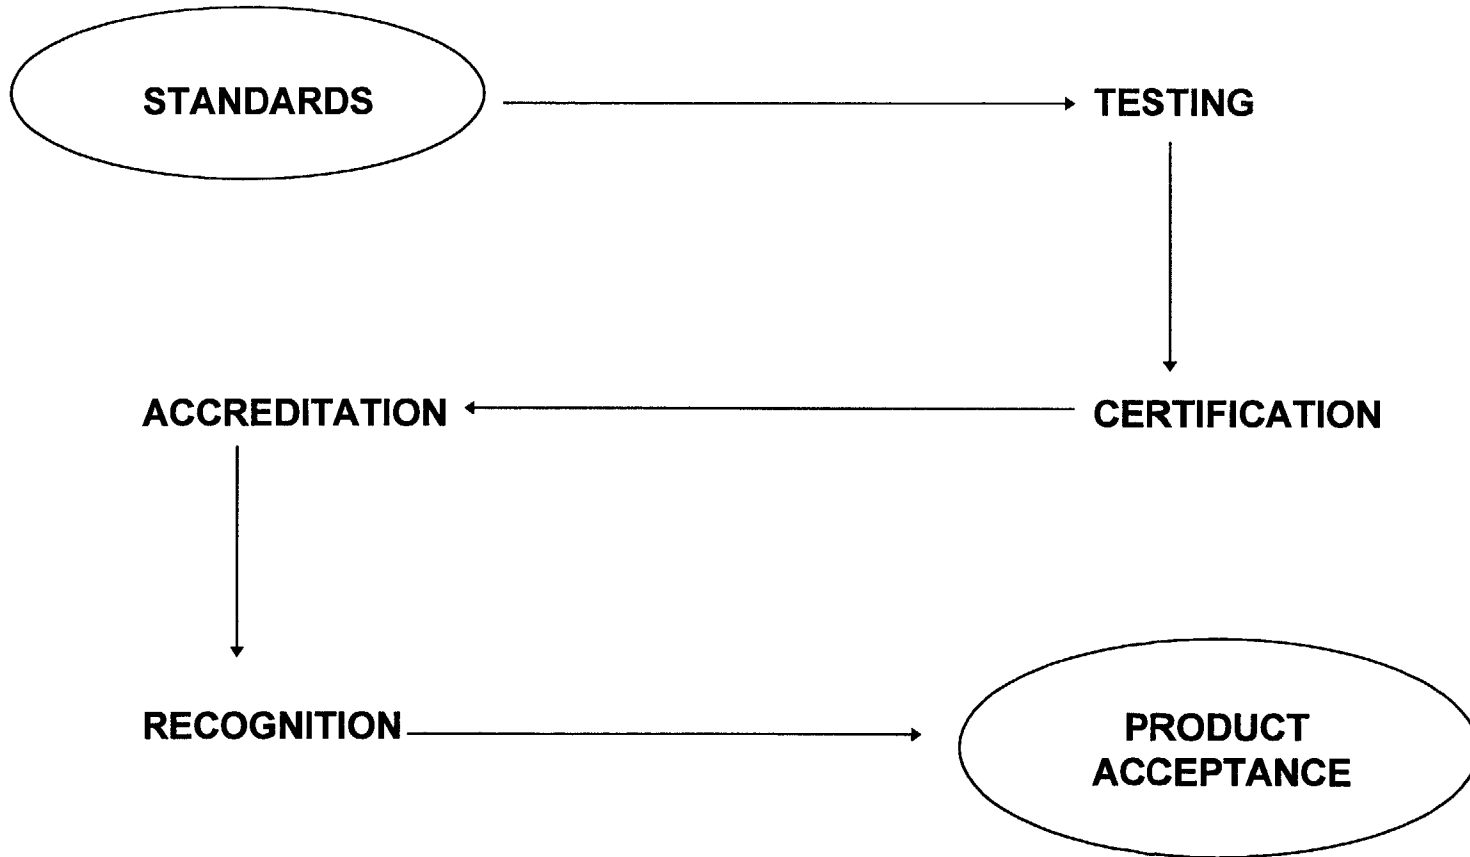 STANDARDS
TESTING
ACCREDITATION
CERTIFICATION
RECOGNITION
PRODUCT
ACCEPTANCE